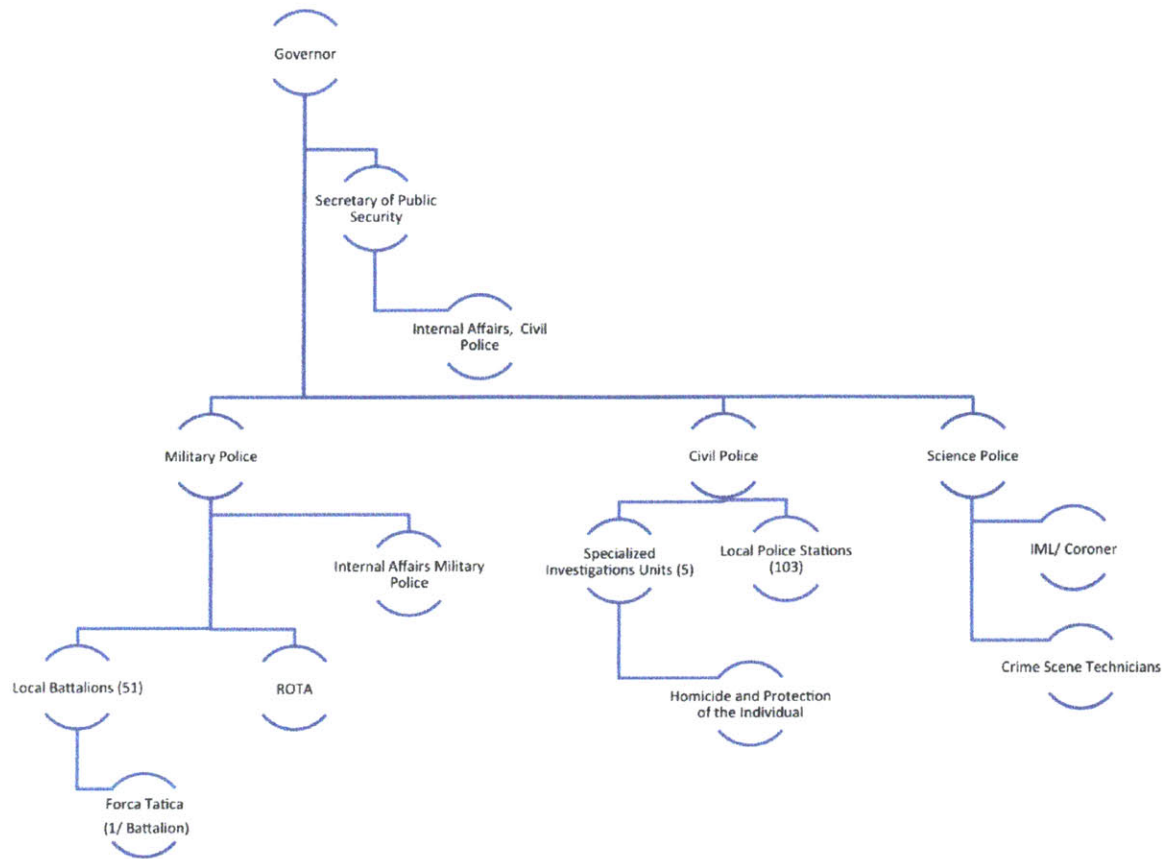 Governor
Secretary of Public
Security
Internal Affairs, Civil
Police
Military Police
Civil Police
Science Police
Internal Affairs Military
Police
Specialized
Investigations Units (5)
Local Police Stations
(103)
IML/ Coroner
Local Battalions (51)
ROTA
Homicide and Protection
of the Individual
Crime Scene Technicians
Forca Tatica
(1/ Battalion)